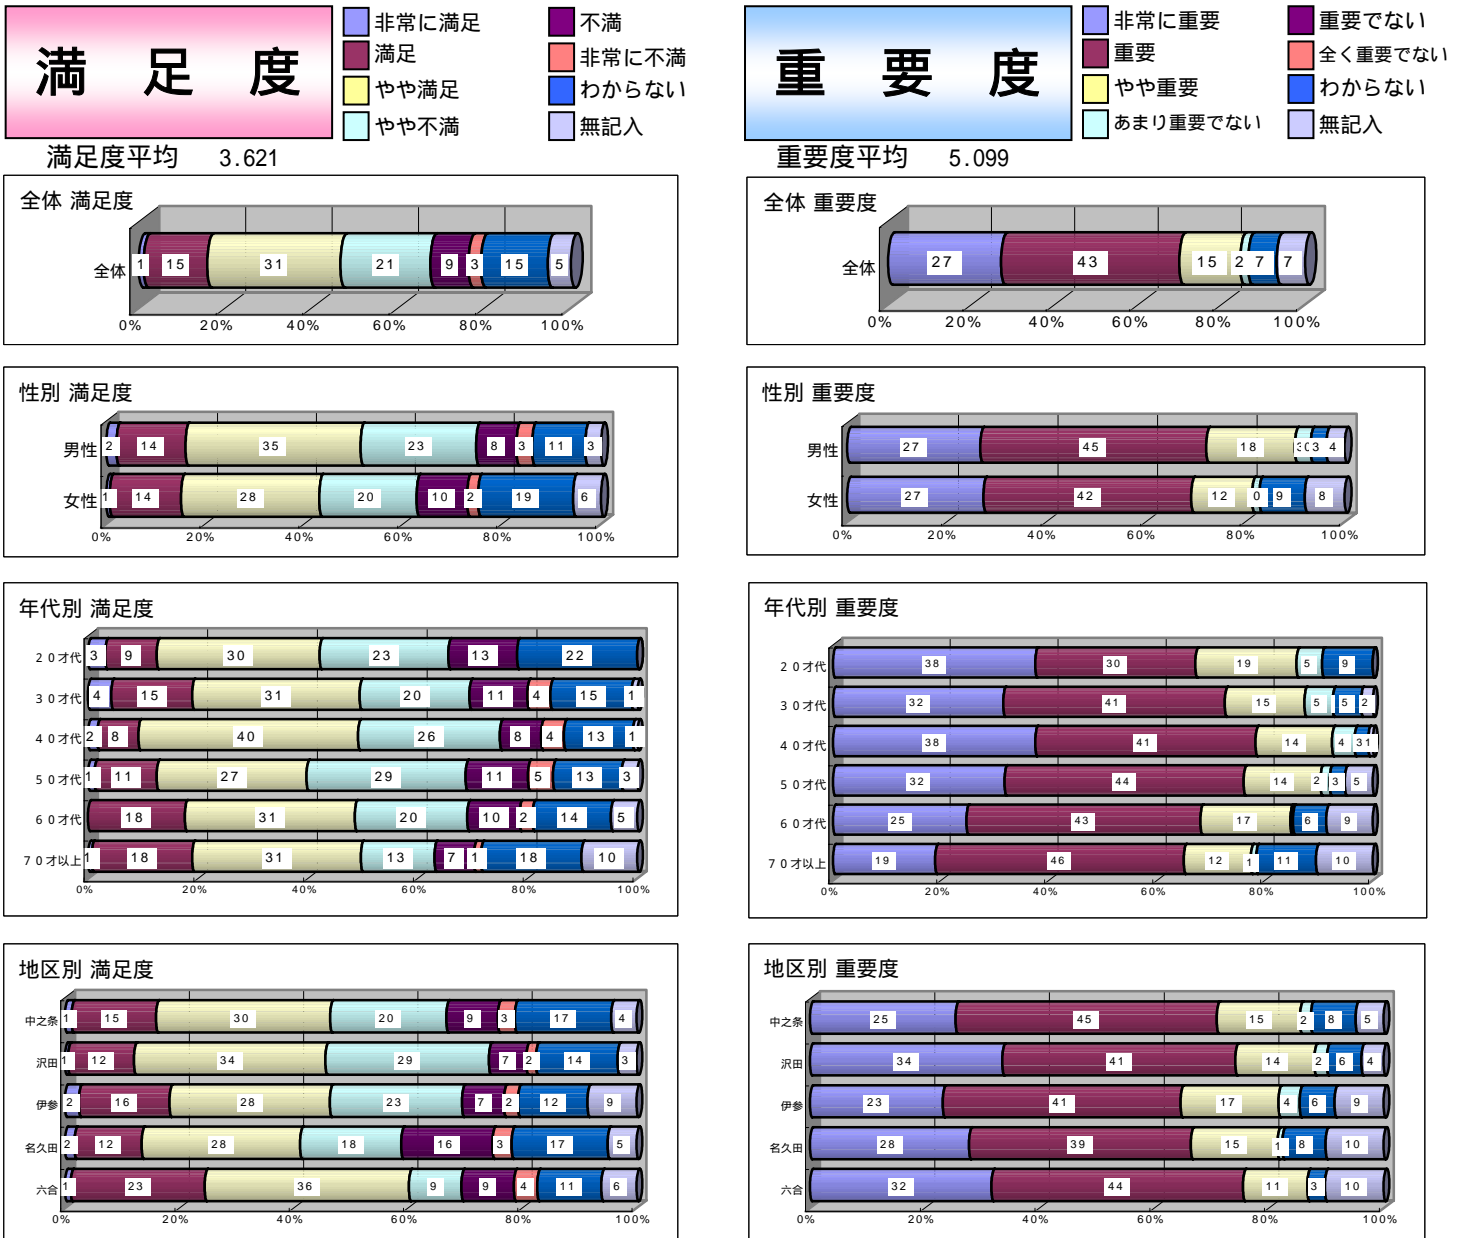 満足度
非常に満足
満足
やや満足
やや不満
不満
非常に不満
わからない
無記入
満足度平均 3.621
重要度
非常に重要
重要
やや重要
あまり重要でない
重要でない
全く重要でない
わからない
無記入
重要度平均 5.099
全体 満足度
全体 1 15 31 21 9 3 15 5
0% 20% 40% 60% 80% 100%
全体 重要度
全体 27 43 15 2 7 7
0% 20% 40% 60% 80% 100%
性別 満足度
男性 2 14 35 23 8 3 11 3
女性 1 14 28 20 10 2 19 6
0% 20% 40% 60% 80% 100%
性別 重要度
男性 27 45 18 3 0 3 4
女性 27 42 12 0 9 8
0% 20% 40% 60% 80% 100%
年代別 満足度
20才代 3 9 30 23 13 22
30才代 4 15 31 20 11 4 15 1
40才代 2 8 40 26 8 4 13 1
50才代 1 11 27 29 11 5 13 3
60才代 18 31 20 10 2 14 5
70才以上 1 18 31 13 7 1 18 10
0% 20% 40% 60% 80% 100%
年代別 重要度
20才代 38 30 19 5 9
30才代 32 41 15 5 5 2
40才代 38 41 14 4 3 1
50才代 32 44 14 2 3 5
60才代 25 43 17 6 9
70才以上 19 46 12 1 11 10
0% 20% 40% 60% 80% 100%
地区別 満足度
中之条 1 15 30 20 9 3 17 4
沢田 1 12 34 29 7 2 14 3
伊参 2 16 28 23 7 2 12 9
名久田 2 12 28 18 16 3 17 5
六合 1 23 36 9 9 4 11 6
0% 20% 40% 60% 80% 100%
地区別 重要度
中之条 25 45 15 2 8 5
沢田 34 41 14 2 6 4
伊参 23 41 17 4 6 9
名久田 28 39 15 1 8 10
六合 32 44 11 3 10
0% 20% 40% 60% 80% 100%